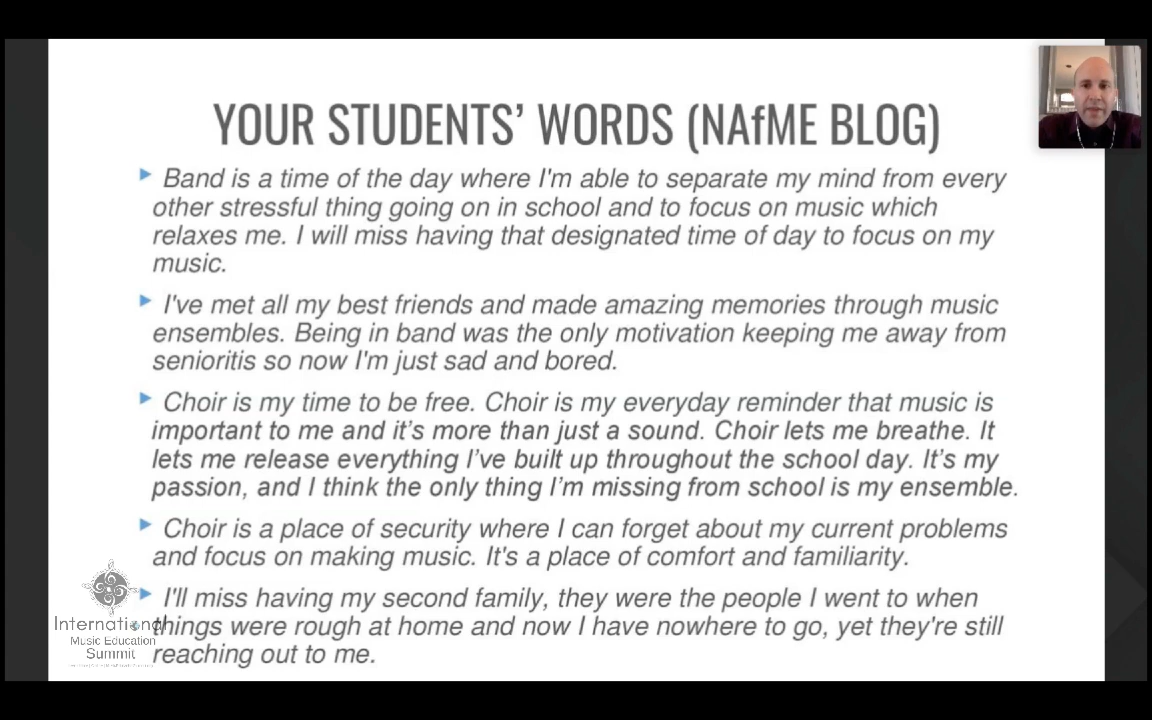 YOUR STUDENTS' WORDS (NAfME BLOG)
Band is a time of the day where I'm able to separate my mind from every
other stressful thing going on in school and to focus on music which
relaxes me. I will miss having that designated time of day to focus on my
music.
I've met all my best friends and made amazing memories through music
ensembles. Being in band was the only motivation keeping me away from
senioritis so now I'm just sad and bored.
Choir is my time to be free. Choir is my everyday reminder that music is
important to me and it’s more than just a sound. Choir lets me breathe. It
lets me release everything I’ve built up throughout the school day. It’s my
passion, and I think the only thing I’m missing from school is my ensemble.
Choir is a place of security where I can forget about my current problems
and focus on making music. It's a place of comfort and familiarity.
I'll miss having my second family, they were the people I went to when
things were rough at home and now I have nowhere to go, yet they're still
reaching out to me.
International
Music Education
Summit